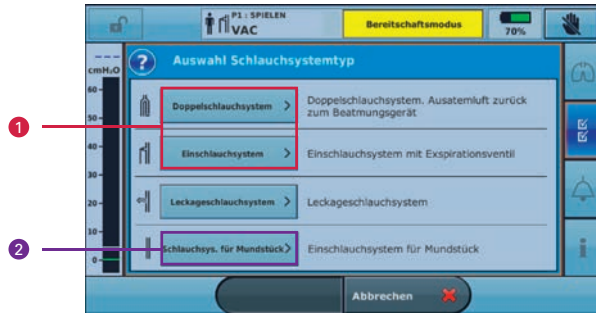 P1 : SPIELEN
VAC
Bereitschaftsmodus
70%
cmH₂O
Auswahl Schlauchsystemtyp
?
60-
50-
40-
30-
20-
10-
0-
1
Doppelschlauchsystem >
Doppelschlauchsystem. Ausatemluft zurück
zum Beatmungsgerät
Einschlauchsystem >
Einschlauchsystem mit Exspirationsventil
Leckageschlauchsystem >
Leckageschlauchsystem
2
Schlauchsys. für Mundstück>
Einschlauchsystem für Mundstück
Abbrechen